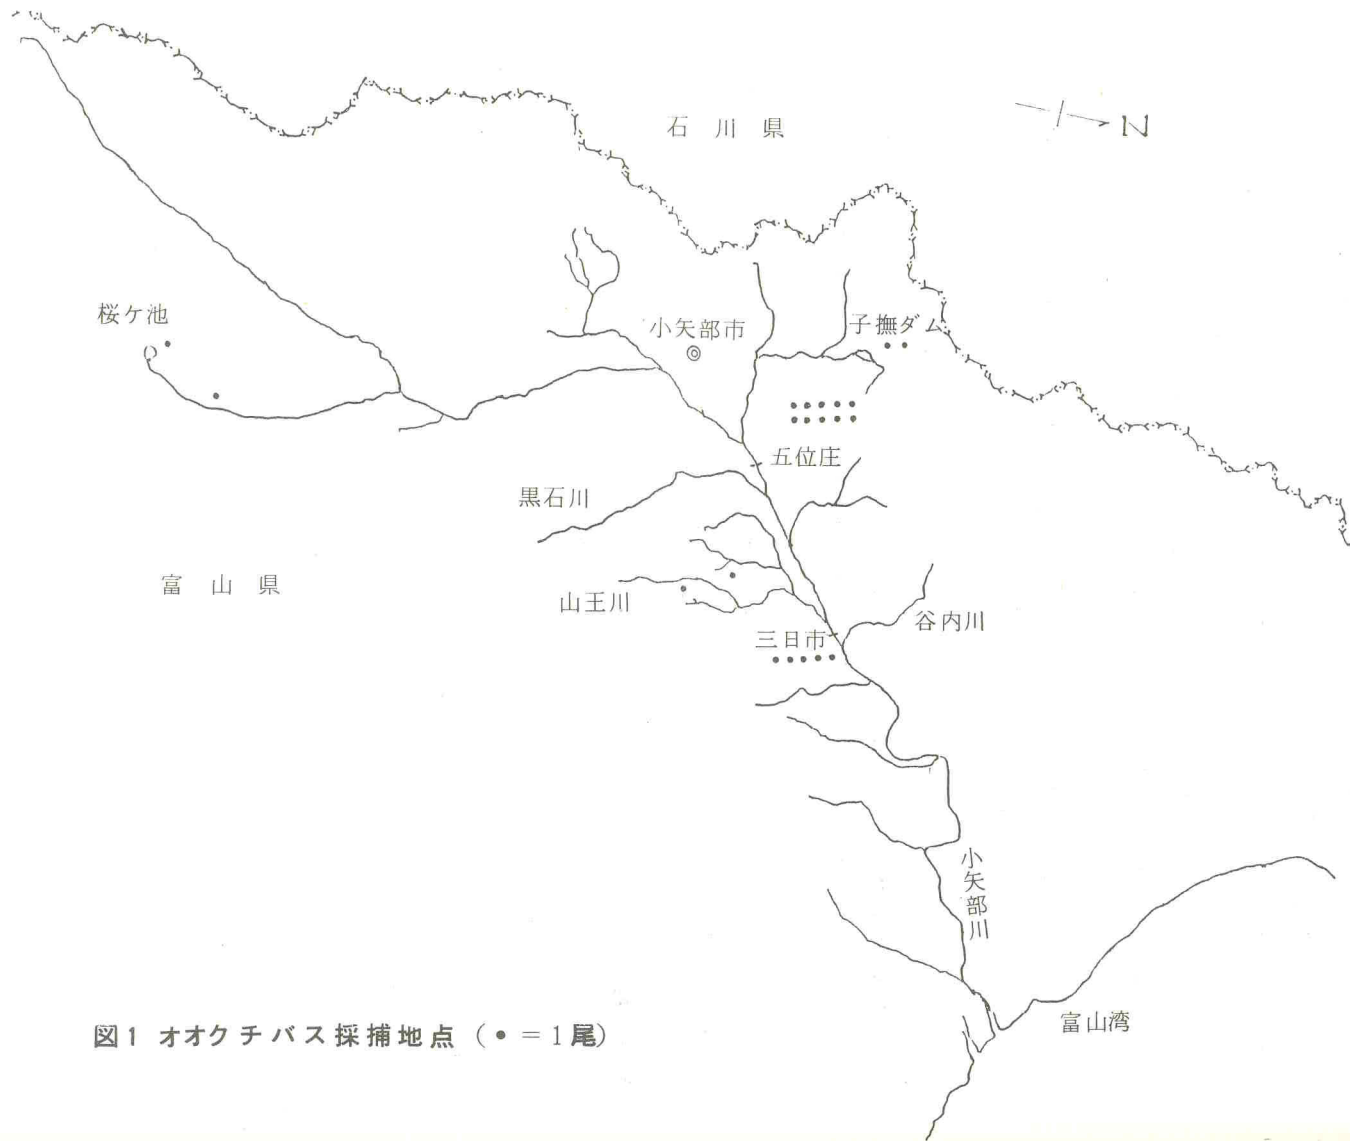 石川県
N
桜ケ池
小矢部市
子撫ダム
五位庄
黒石川
富山県
山王川
谷内川
三日市
小矢部川
富山湾
図1 オオクチバス採捕地点 (• = 1尾)